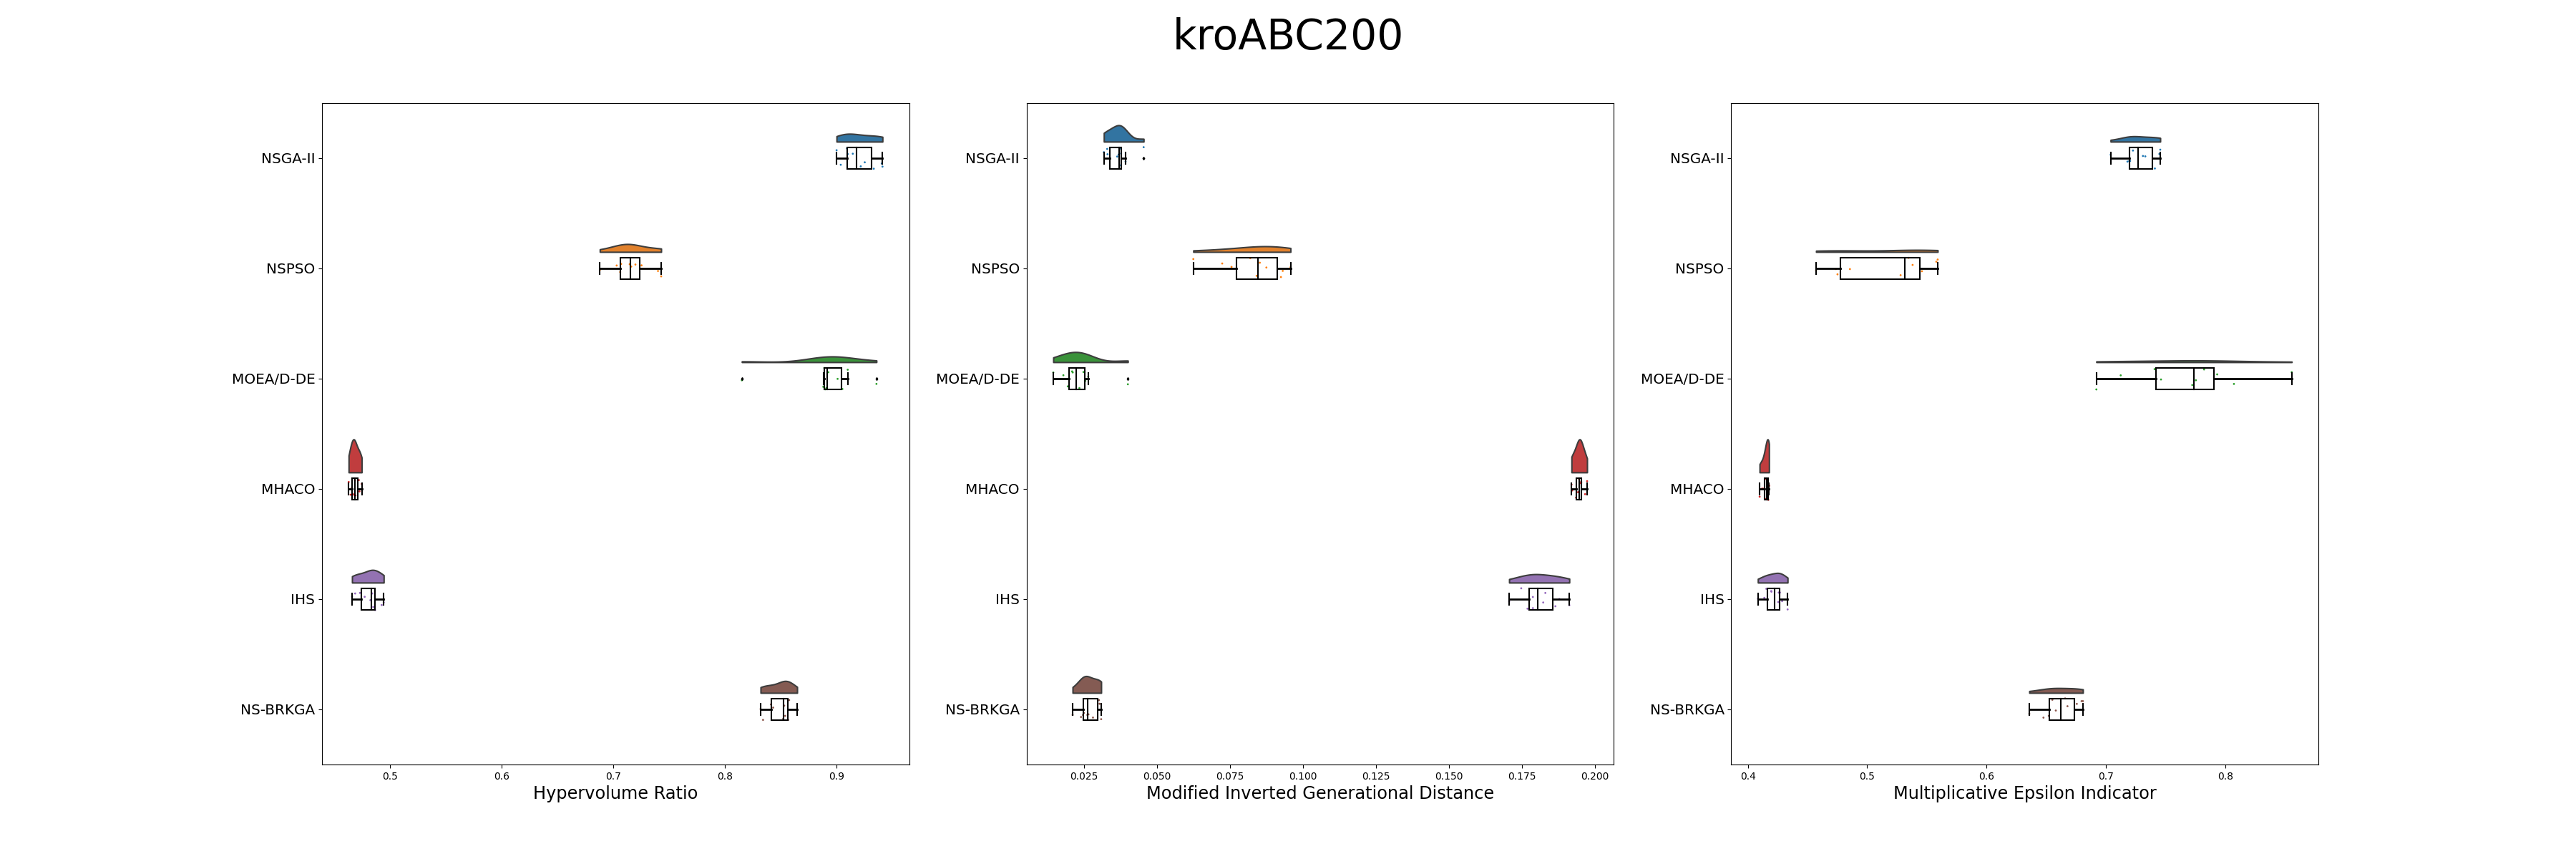 kroABC200
NSGA-II
NSPSO
MOEA/D-DE
MHACO
IHS
NS-BRKGA
0.5 0.6 0.7 0.8 0.9
Hypervolume Ratio
NSGA-II
NSPSO
MOEA/D-DE
MHACO
IHS
NS-BRKGA
0.025 0.050 0.075 0.100 0.125 0.150 0.175 0.200
Modified Inverted Generational Distance
NSGA-II
NSPSO
MOEA/D-DE
MHACO
IHS
NS-BRKGA
0.4 0.5 0.6 0.7 0.8
Multiplicative Epsilon Indicator